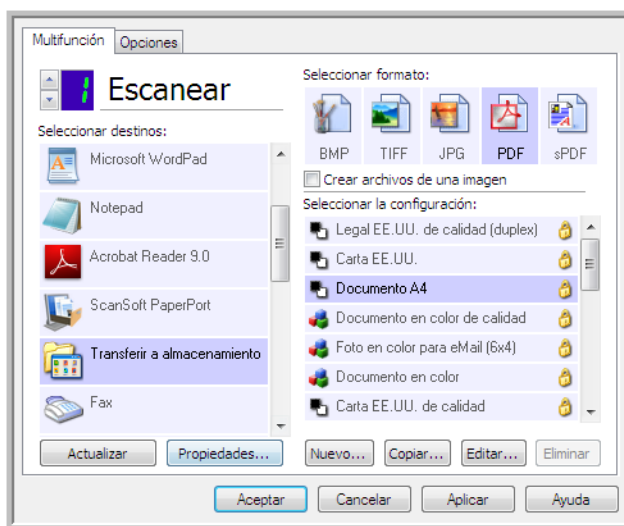 Multifunción
Opciones
1
Escanear
Seleccionar destinos:
Microsoft WordPad
Notepad
Acrobat Reader 9.0
ScanSoft PaperPort
Transferir a almacenamiento
Fax
Actualizar
Propiedades...
Seleccionar formato:
BMP
TIFF
JPG
PDF
sPDF
Crear archivos de una imagen
Seleccionar la configuración:
Legal EE.UU. de calidad (duplex)
Carta EE.UU.
Documento A4
Documento en color de calidad
Foto en color para eMail (6x4)
Documento en color
Carta EE.UU. de calidad
Nuevo...
Copiar...
Editar...
Eliminar
Aceptar
Cancelar
Aplicar
Ayuda